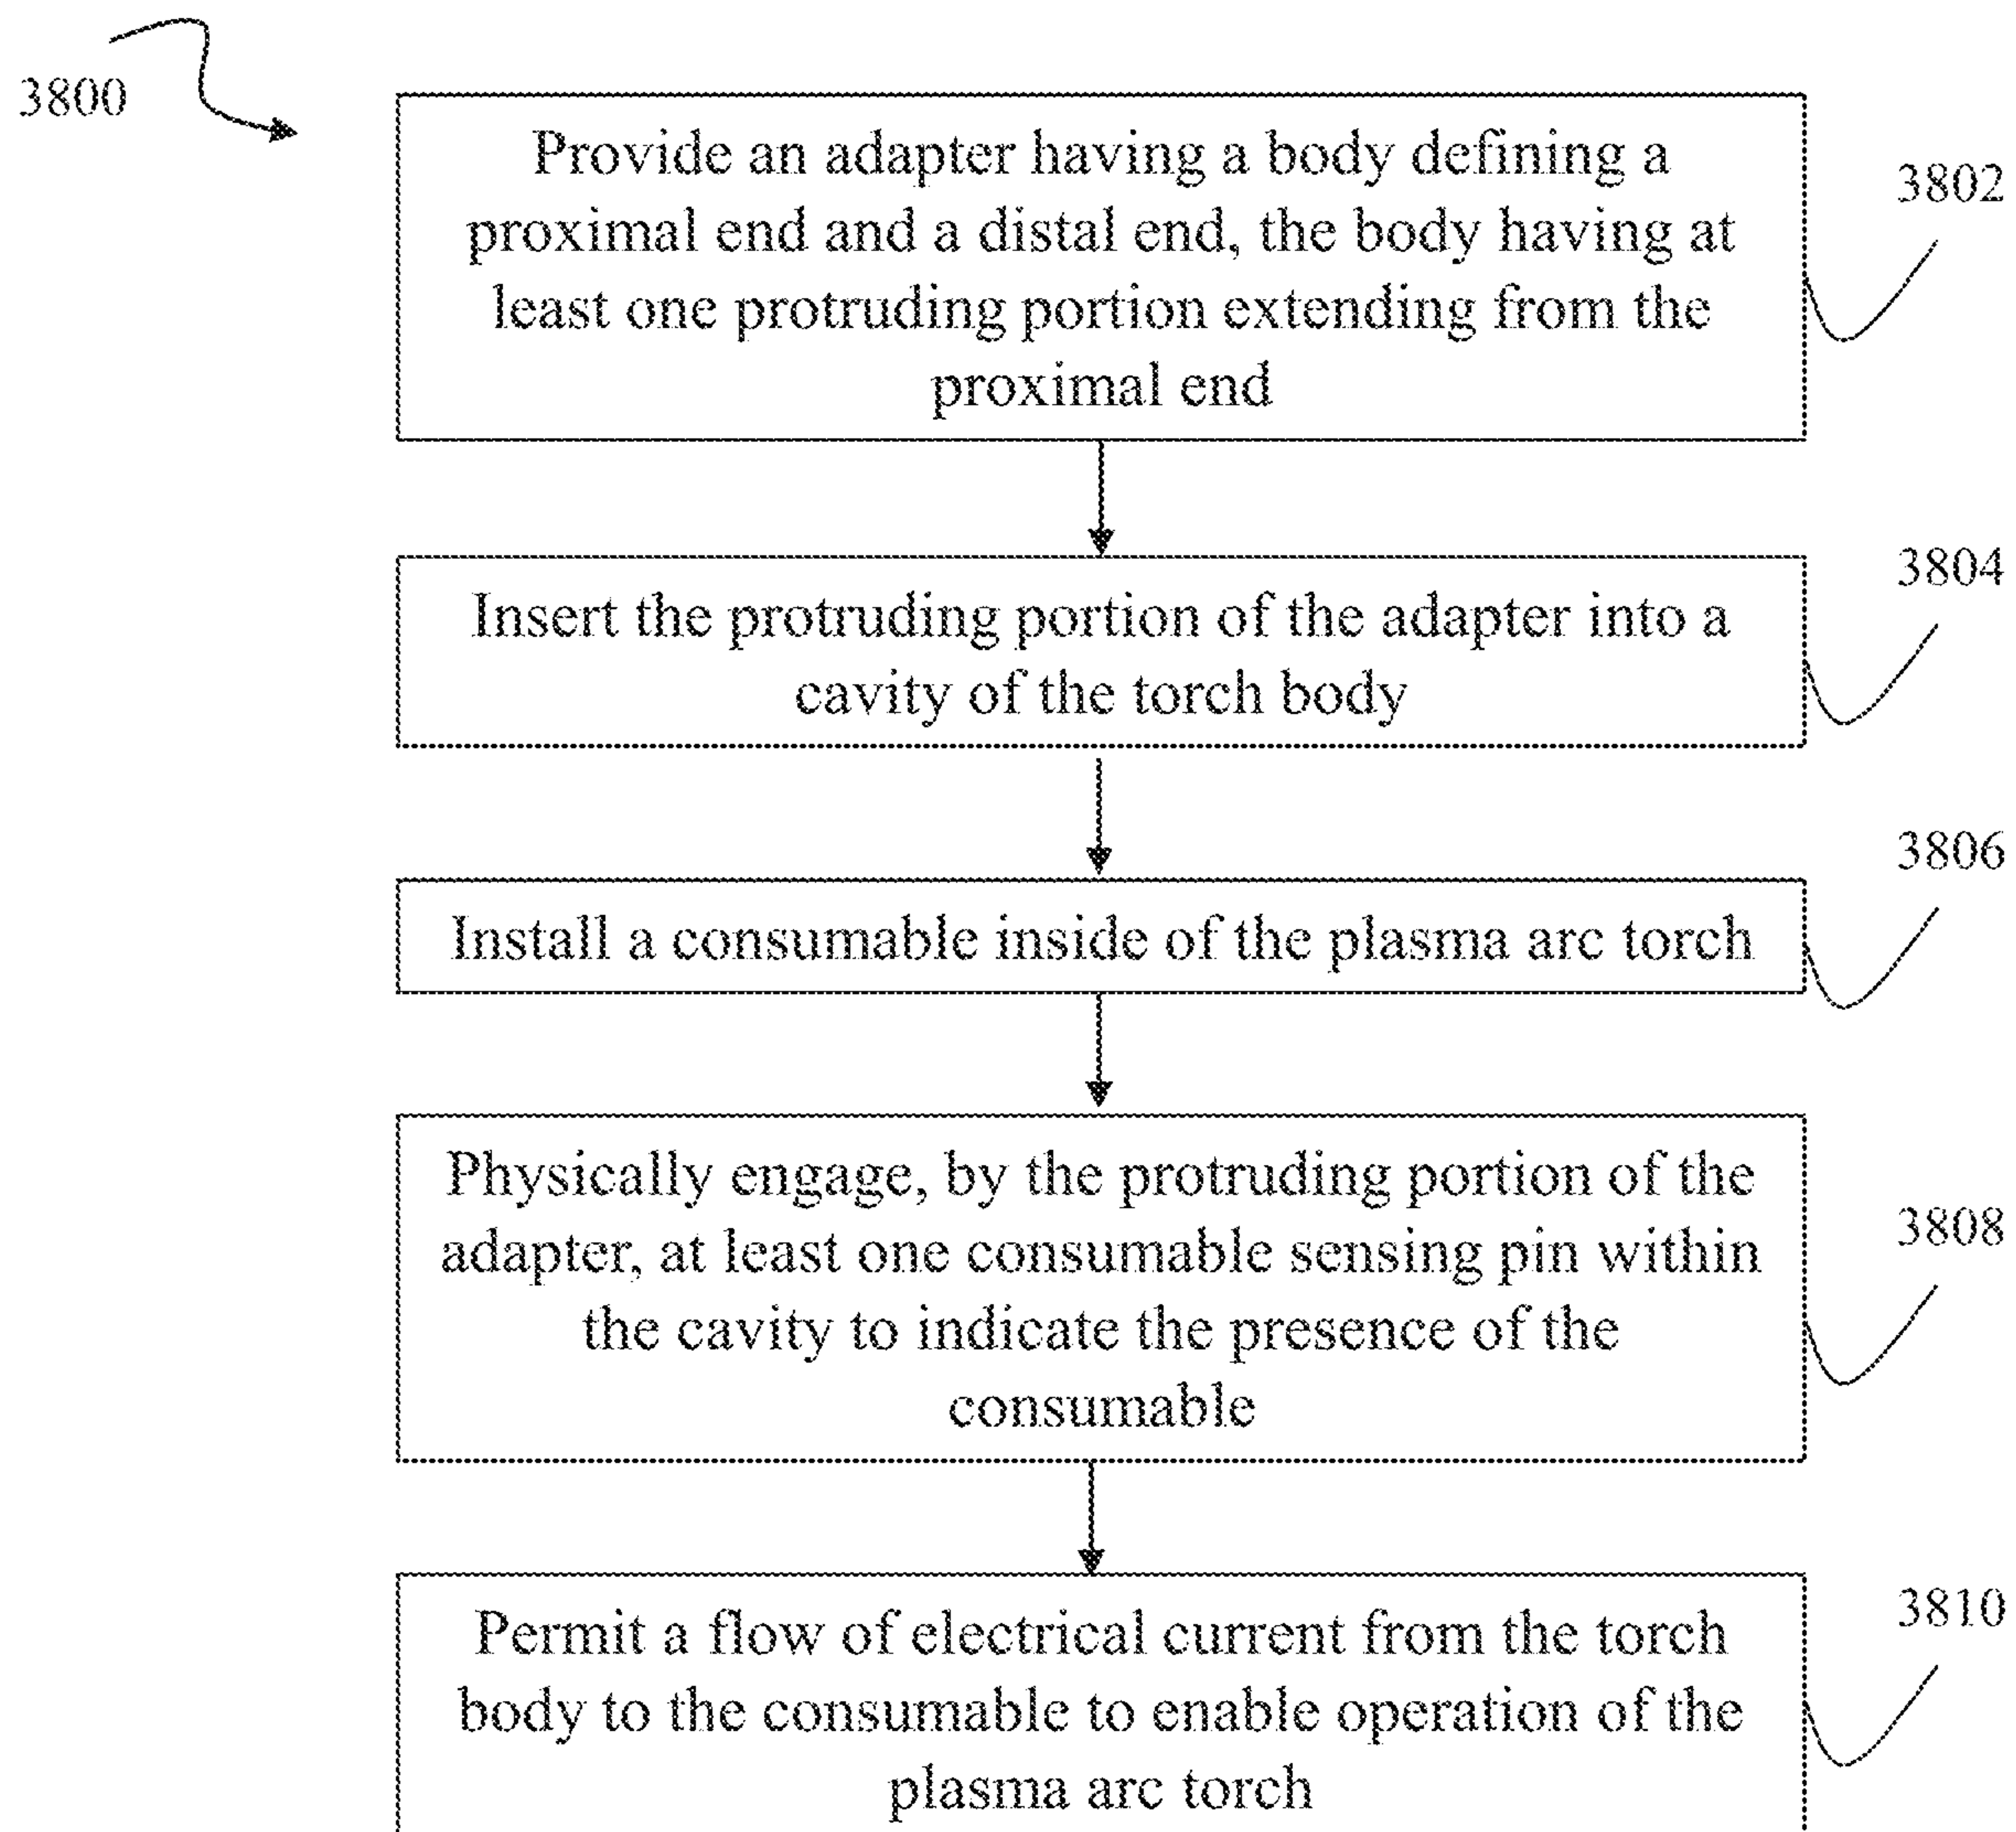 3800
Provide an adapter having a body defining a
proximal end and a distal end, the body having at
least one protruding portion extending from the
proximal end
3802
Insert the protruding portion of the adapter into a
cavity of the torch body
3804
Install a consumable inside of the plasma arc torch
3806
Physically engage, by the protruding portion of the
adapter, at least one consumable sensing pin within
the cavity to indicate the presence of the
consumable
3808
Permit a flow of electrical current from the torch
body to the consumable to enable operation of the
plasma arc torch
3810